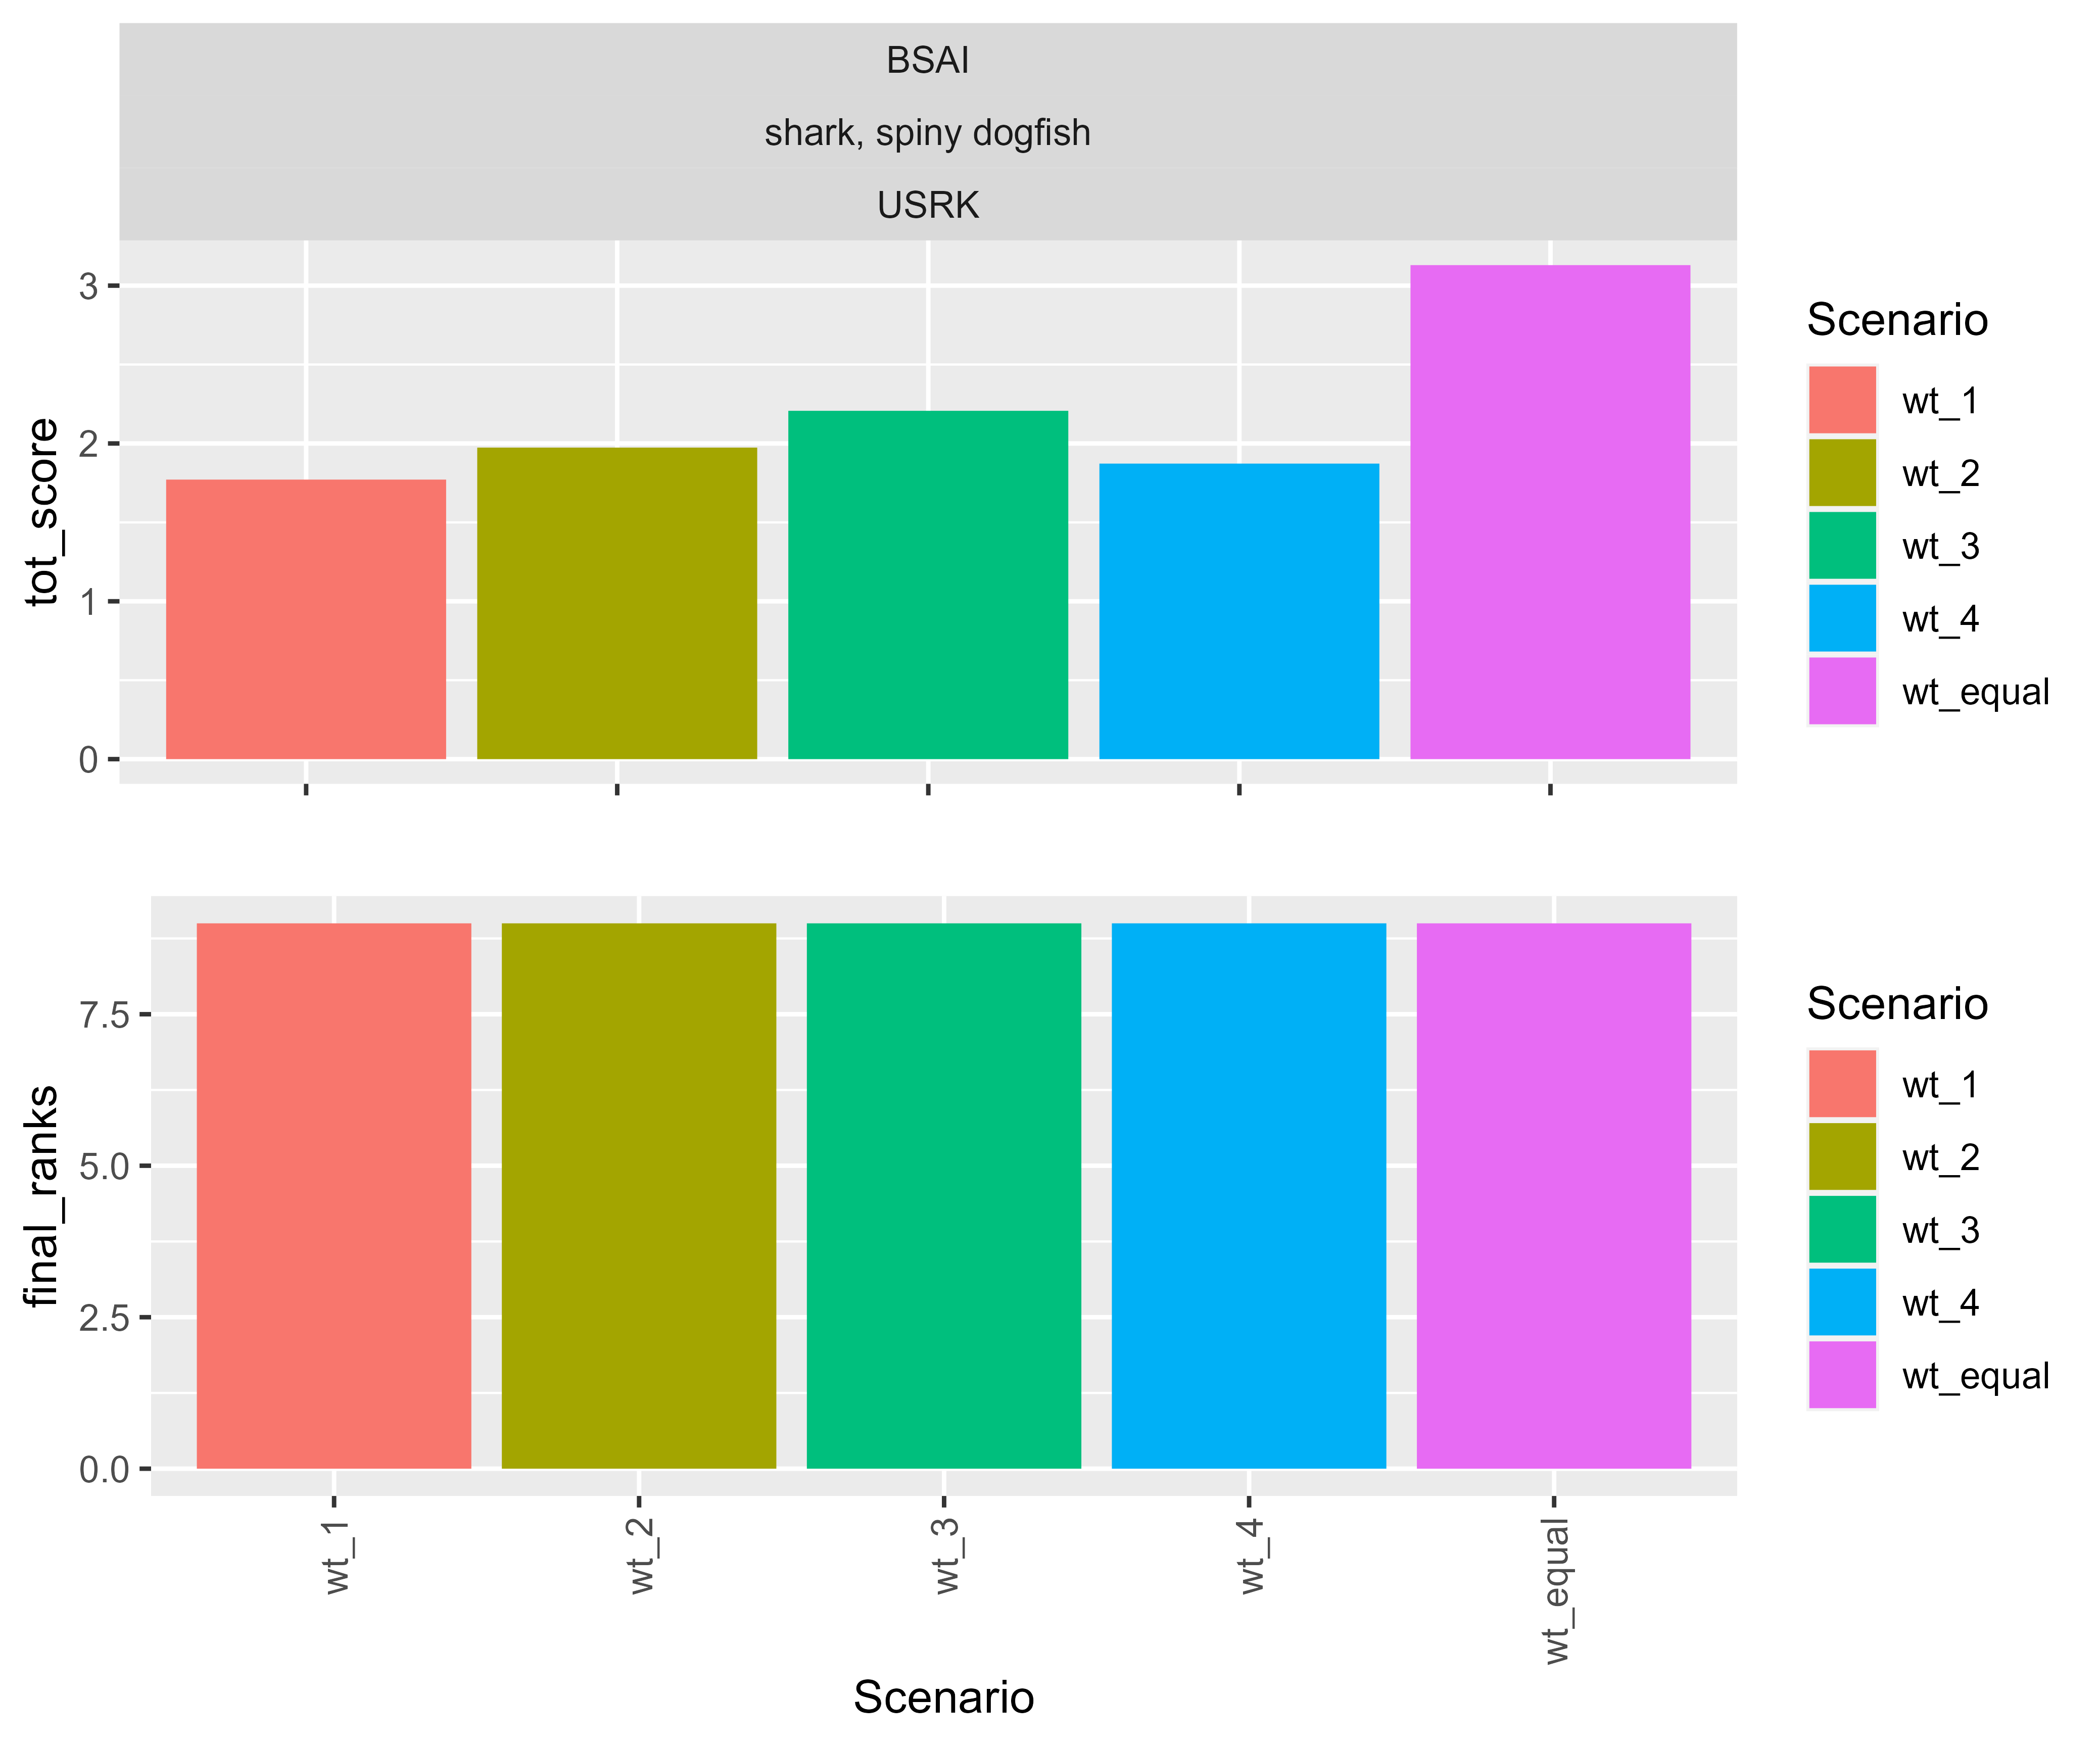 BSAI
shark, spiny dogfish
USRK
tot_score
3
2
1
0
Scenario
wt_1
wt_2
wt_3
wt_4
wt_equal
final_ranks
7.5
5.0
2.5
0.0
wt_1
wt_2
wt_3
wt_4
wt_equal
Scenario
Scenario
wt_1
wt_2
wt_3
wt_4
wt_equal